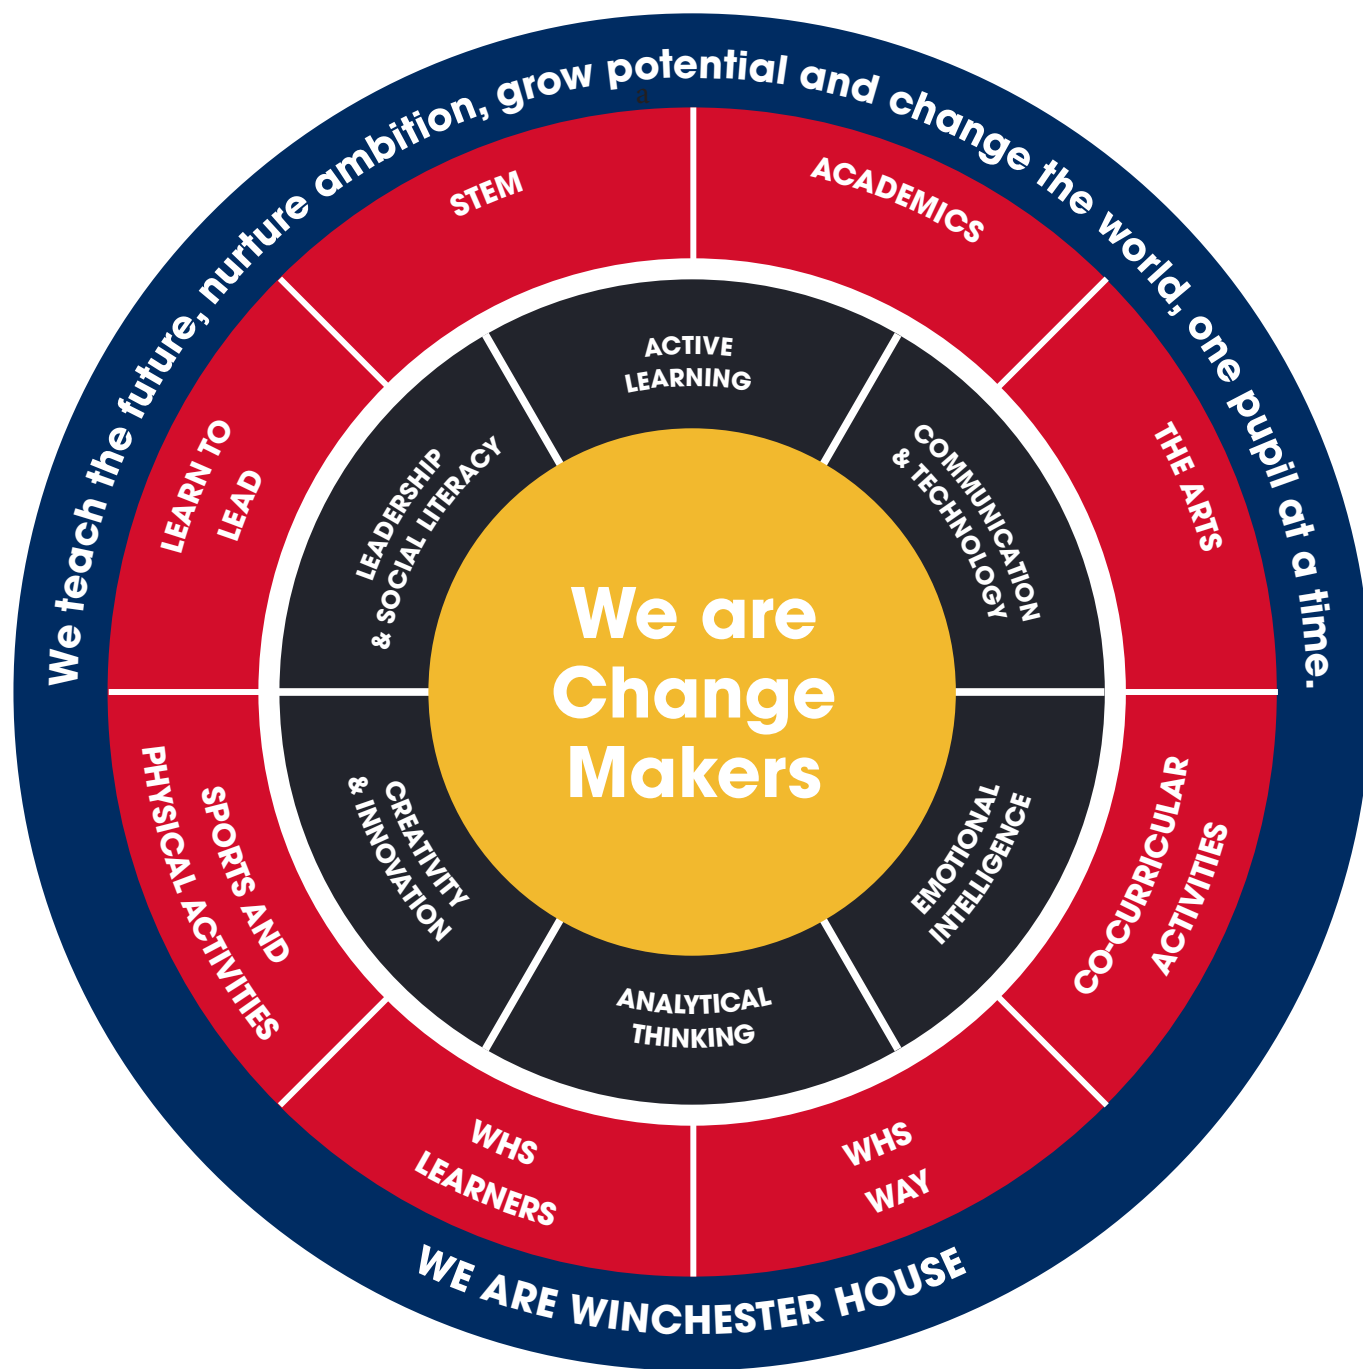 We teach the future, nurture ambition, grow potential and change the world, one pupil at a time.
a
STEM
ACADEMICS
THE ARTS
CO-CURRICULAR
ACTIVITIES
WHS
WAY
WHS
LEARNERS
SPORTS AND
PHYSICAL ACTIVITIES
LEARN TO
LEAD
ACTIVE
LEARNING
COMMUNICATION
& TECHNOLOGY
EMOTIONAL
INTELLIGENCE
ANALYTICAL
THINKING
CREATIVITY
& INNOVATION
LEADERSHIP
& SOCIAL LITERACY
We are
Change
Makers
WE ARE WINCHESTER HOUSE